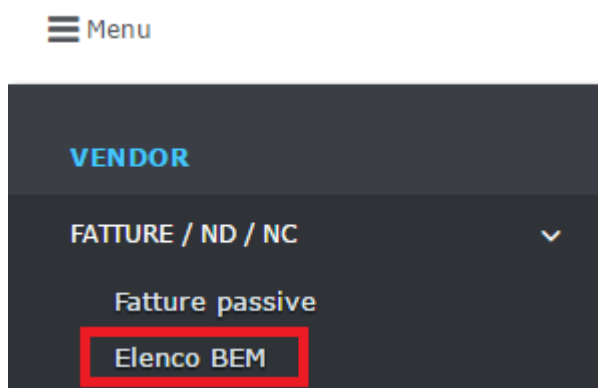 Menu
VENDOR
FATTURE / ND / NC
Fatture passive
Elenco BEM